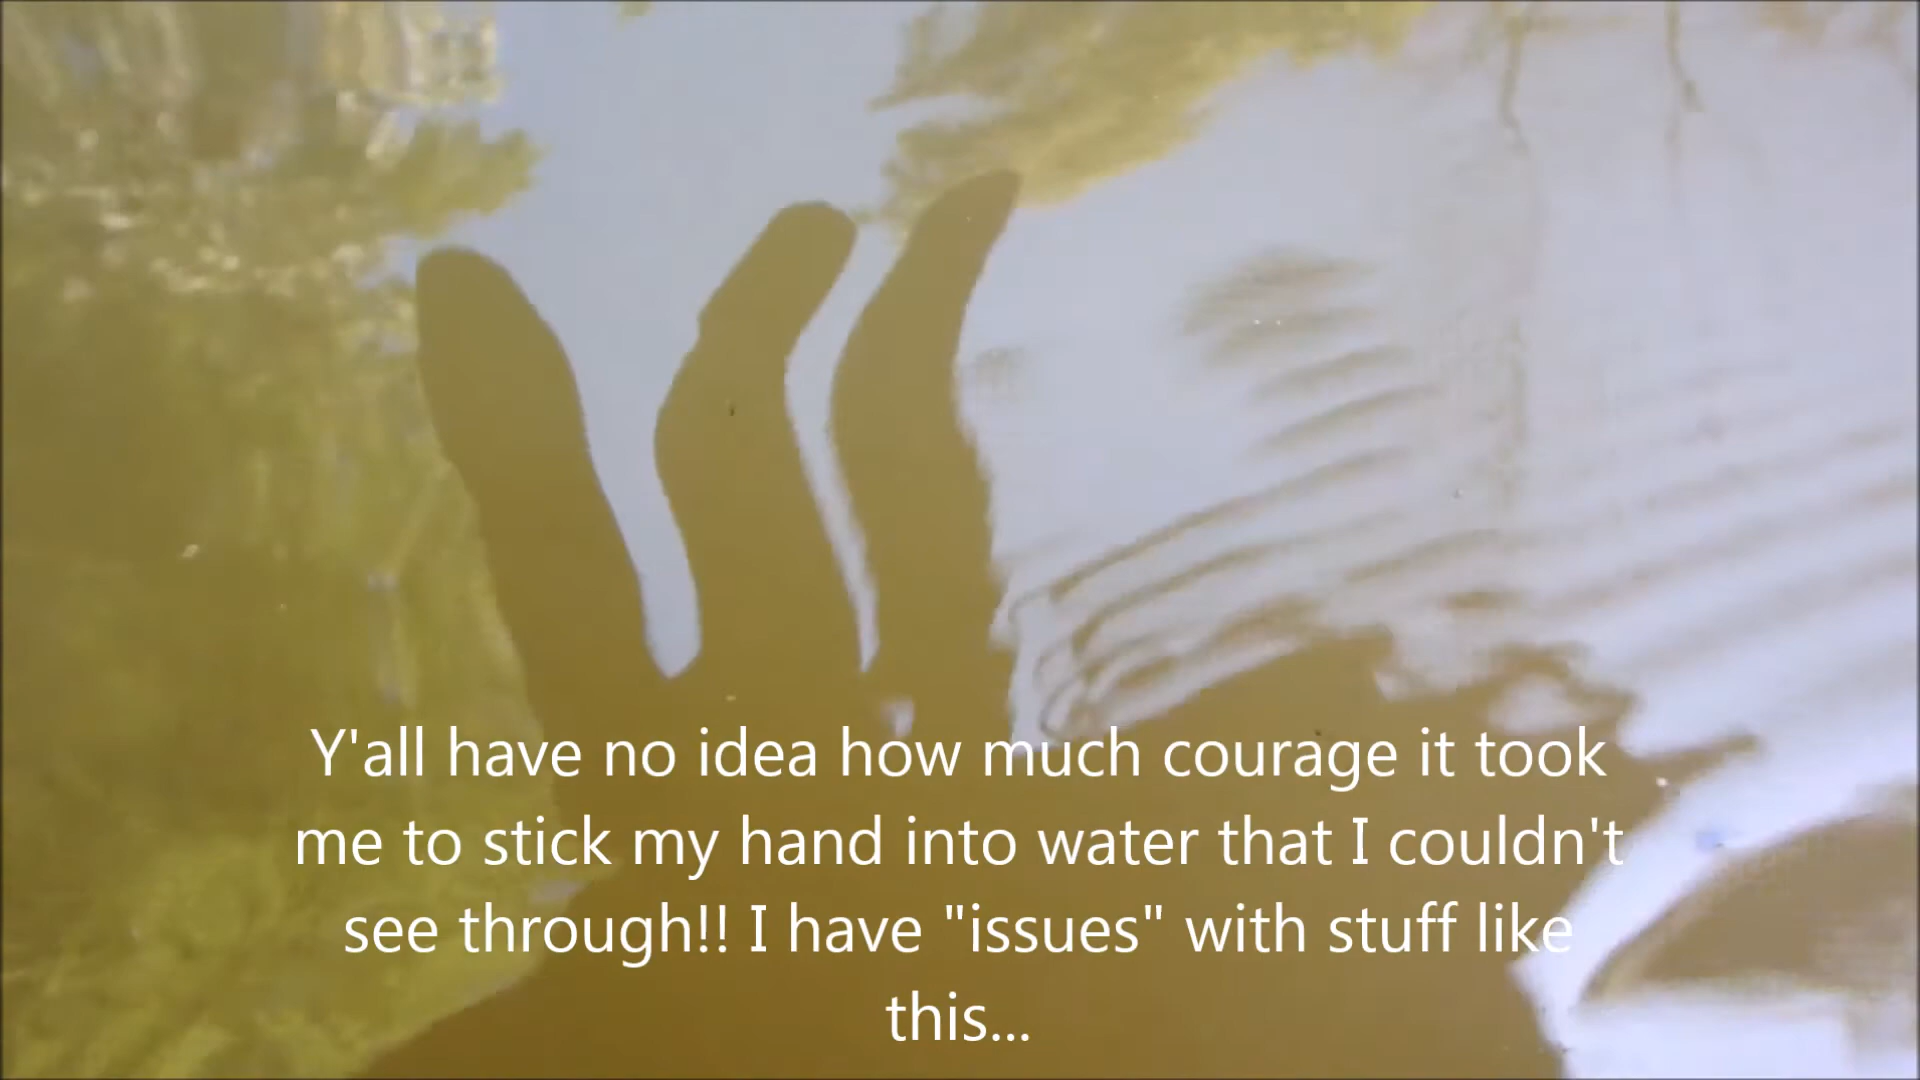 Y'all have no idea how much courage it took
me to stick my hand into water that I couldn't
see through!! I have "issues" with stuff like
this...